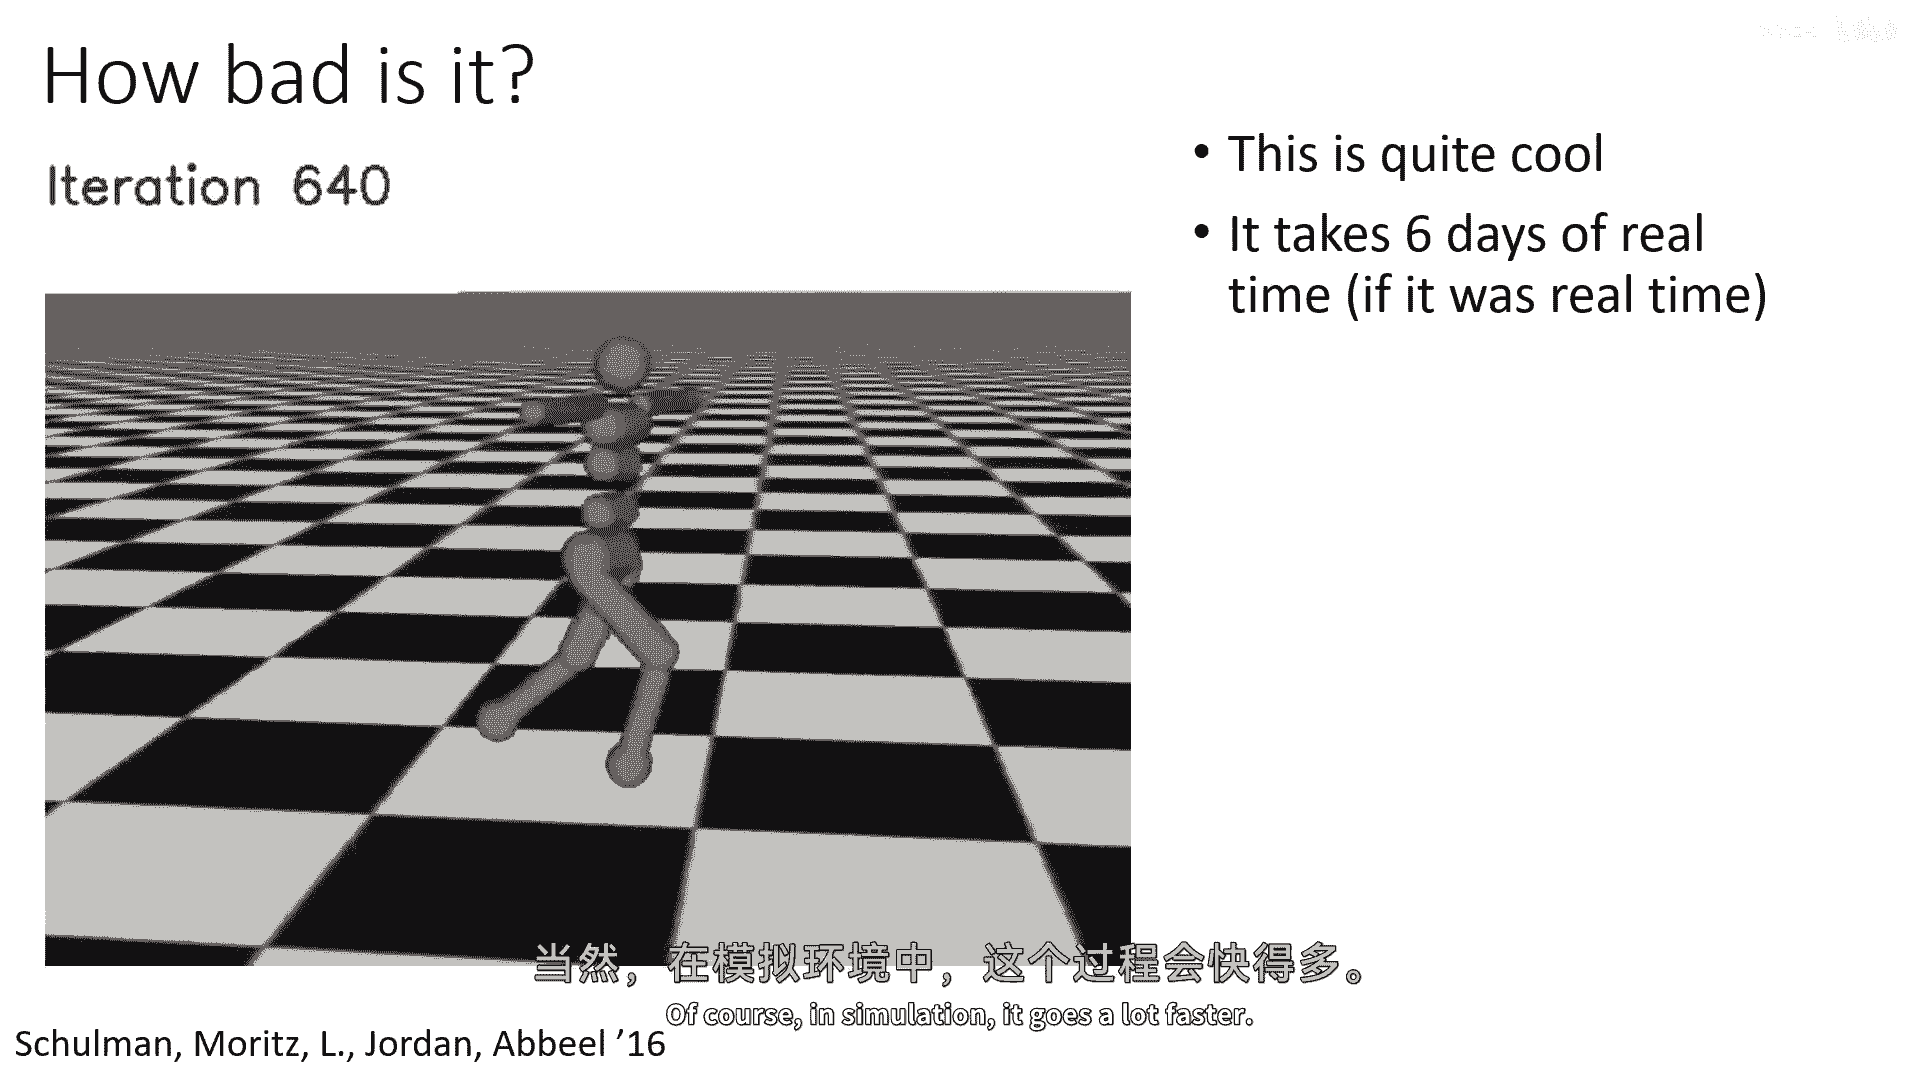 How bad is it?
Iteration 640
• This is quite cool
• It takes 6 days of real
time (if it was real time)
当然，在模拟环境中，这个过程会快得多。
Of course, in simulation, it goes a lot faster.
Schulman, Moritz, L., Jordan, Abbeel ’16